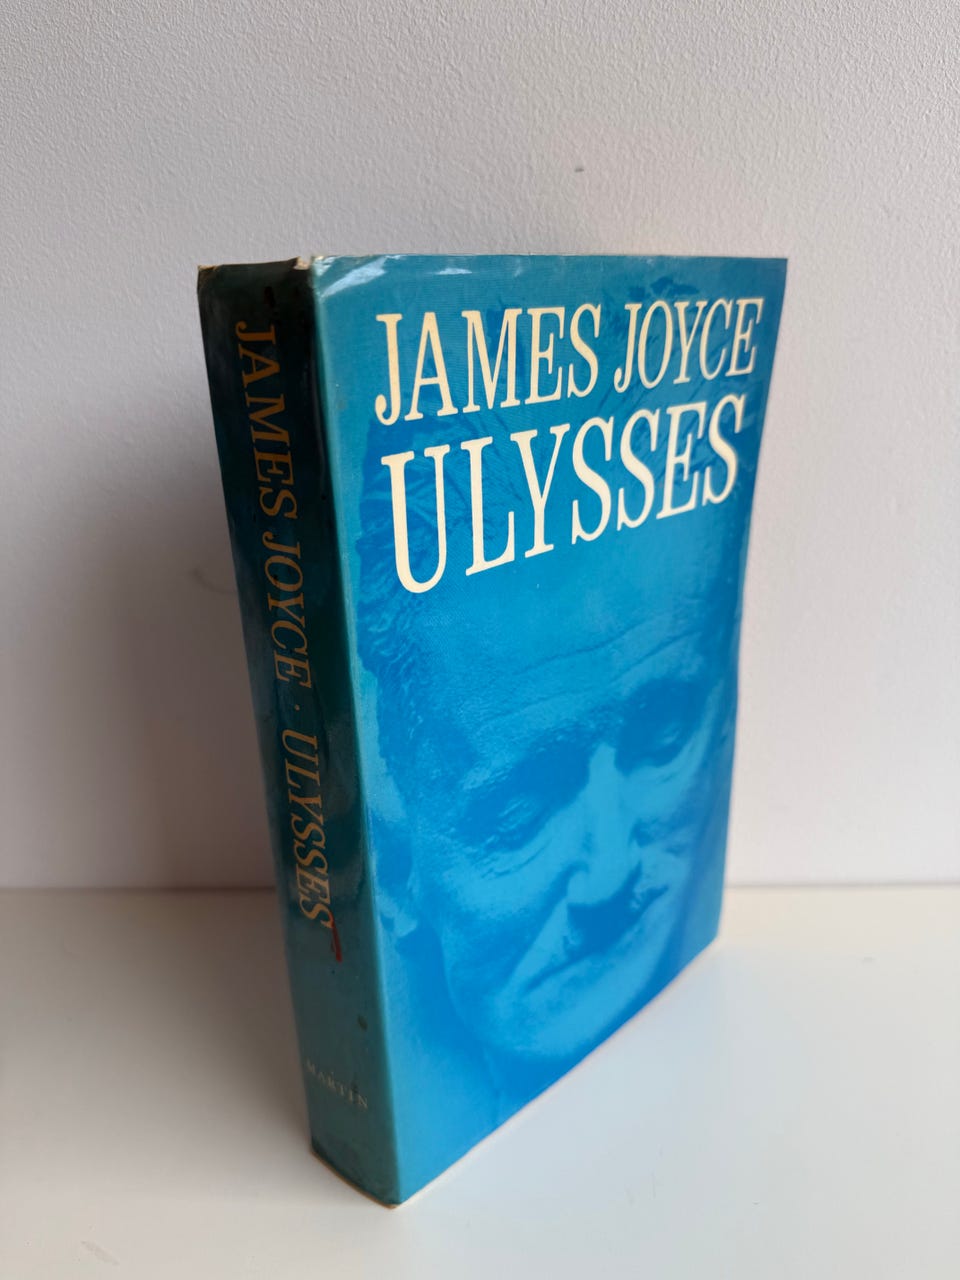 JAMES JOYCE
ULYSSES
JAMES JOYCE · ULYSSES
MARTIN